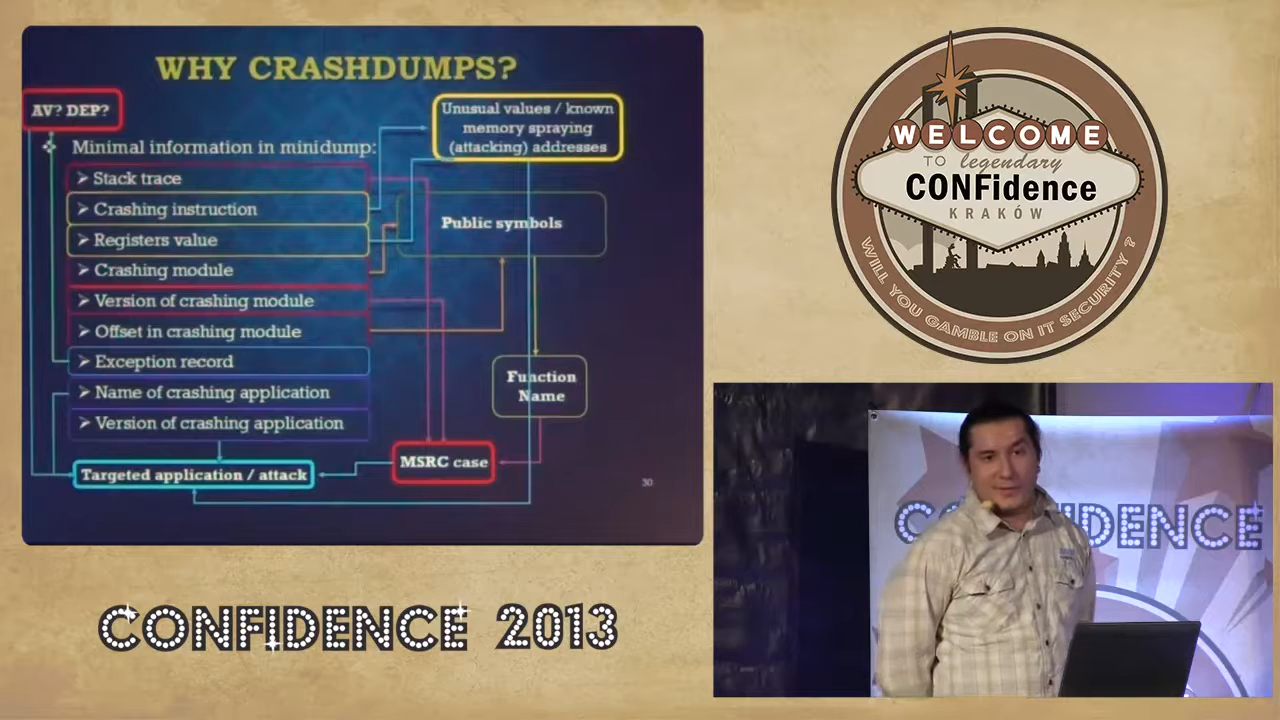 WHY CRASHDUMPS?
AV? DEP?
Unusual values / known
memory spraying
(attacking) addresses
Minimal information in minidump:
Stack trace
Crashing instruction
Registers value
Crashing module
Version of crashing module
Offset in crashing module
Exception record
Name of crashing application
Version of crashing application
Public symbols
Function
Name
MSRC case
Targeted application / attack
30
WELCOME
TO legendary
CONFidence
KRAKÓW
WILL YOU GAMBLE ON IT SECURITY ?
CONFIDENCE 2013